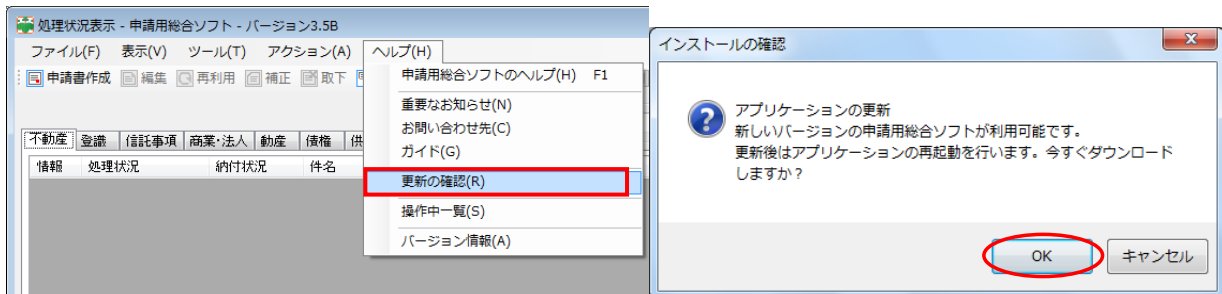 処理状況表示 - 申請用総合ソフト - バージョン3.5B
ファイル(F) 表示(V) ツール(T) アクション(A) ヘルプ(H)
申請書作成 編集 再利用 補正 取下
申請用総合ソフトのヘルプ(H) F1
重要なお知らせ(N)
お問い合わせ先(C)
ガイド(G)
更新の確認(R)
操作中一覧(S)
バージョン情報(A)
不動産 登識 信託事項 商業・法人 動産 債権 供
情報 処理状況 納付状況 件名
インストールの確認
アプリケーションの更新
新しいバージョンの申請用総合ソフトが利用可能です。
更新後はアプリケーションの再起動を行います。今すぐダウンロード
しますか？
OK キャンセル